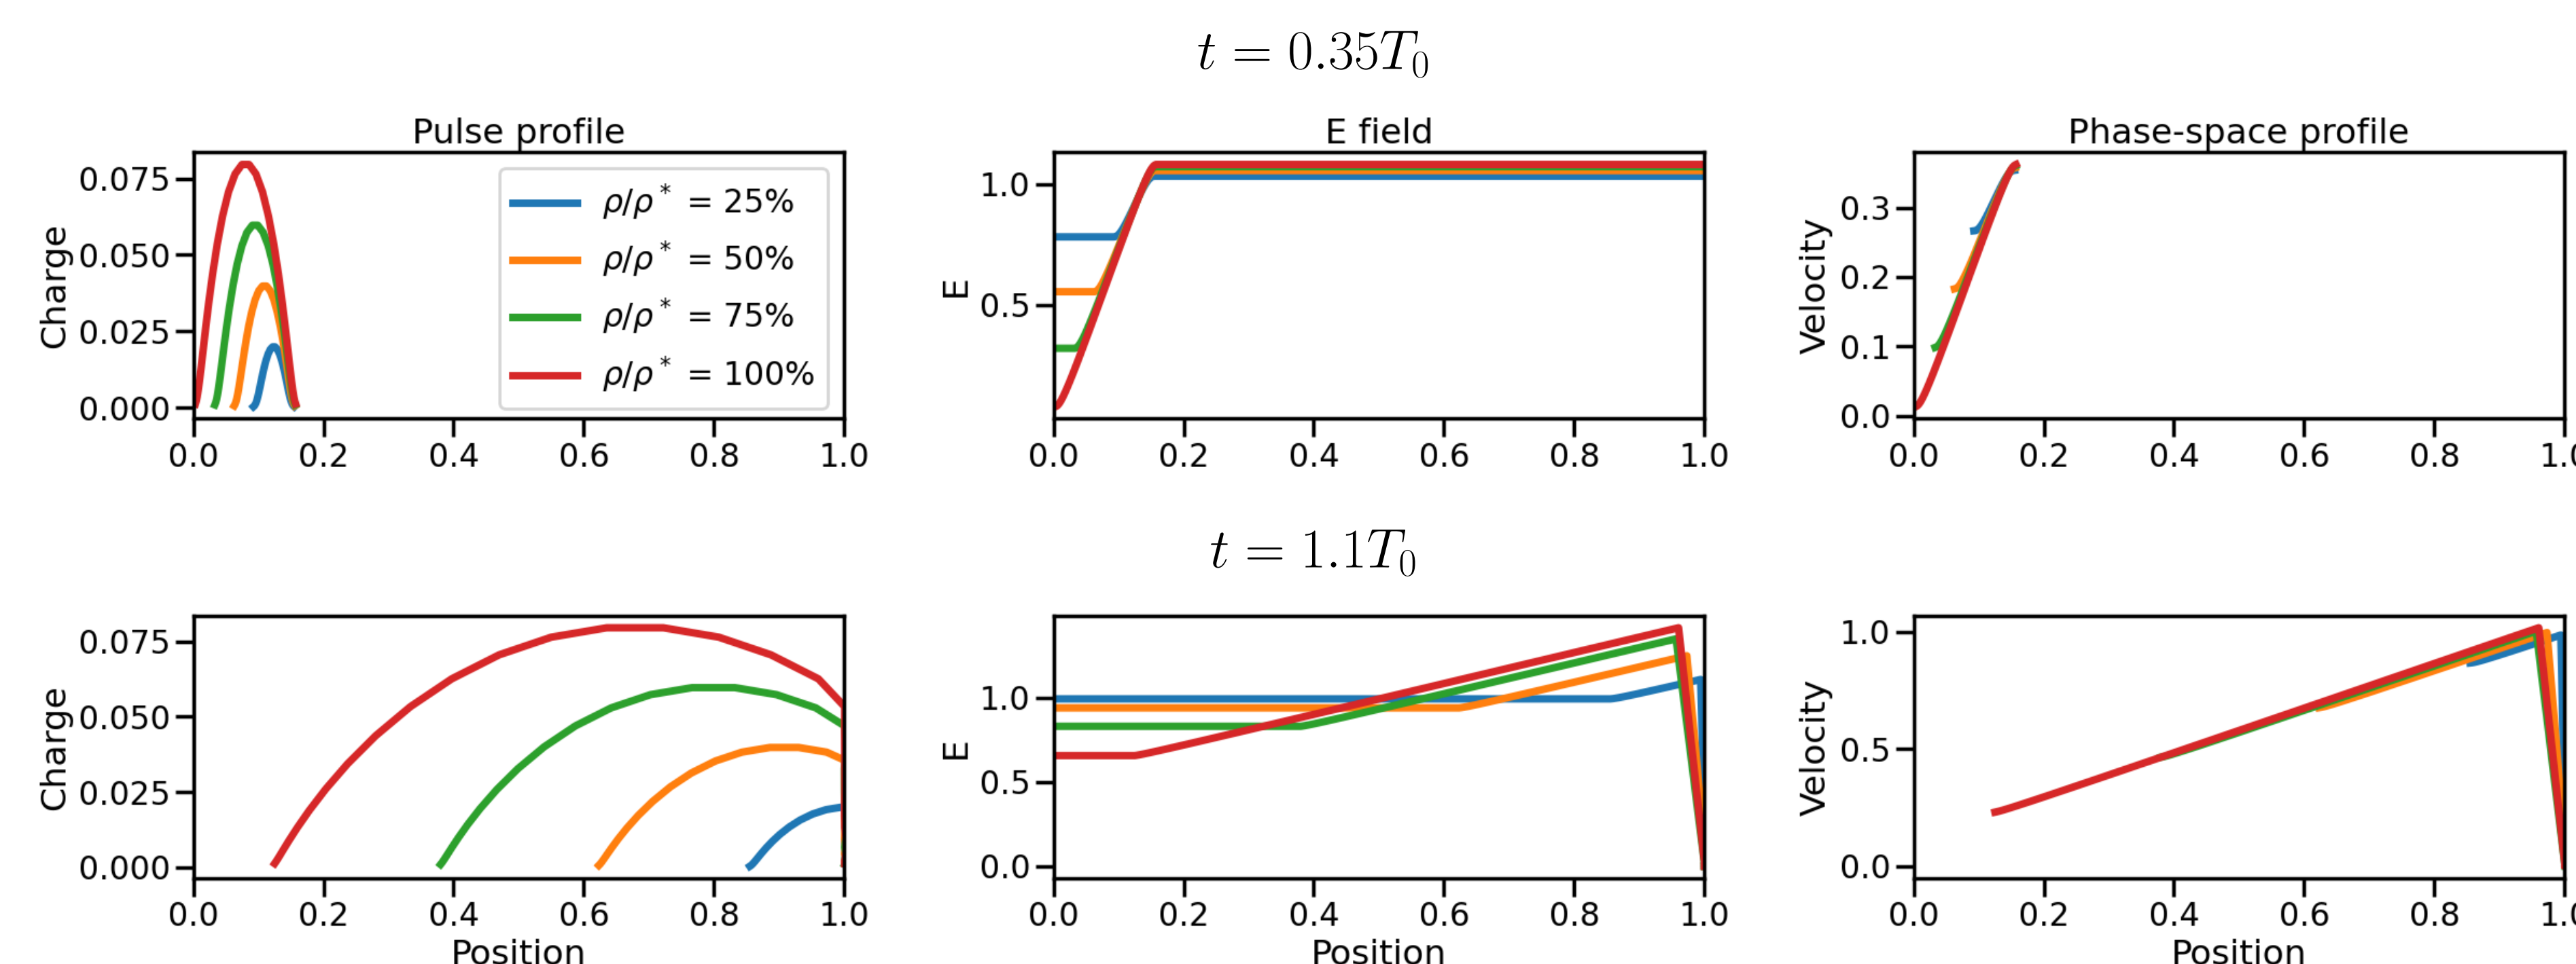 t = 0.35T₀
Pulse profile
E field
Phase-space profile
Charge
0.075
0.050
0.025
0.000
0.0 0.2 0.4 0.6 0.8 1.0
ρ/ρ* = 25%
ρ/ρ* = 50%
ρ/ρ* = 75%
ρ/ρ* = 100%
E
1.0
0.5
0.0 0.2 0.4 0.6 0.8 1.0
Velocity
0.3
0.2
0.1
0.0
0.0 0.2 0.4 0.6 0.8 1.0
t = 1.1T₀
Charge
0.075
0.050
0.025
0.000
0.0 0.2 0.4 0.6 0.8 1.0
Position
E
1.0
0.5
0.0
0.0 0.2 0.4 0.6 0.8 1.0
Position
Velocity
1.0
0.5
0.0
0.0 0.2 0.4 0.6 0.8 1.0
Position